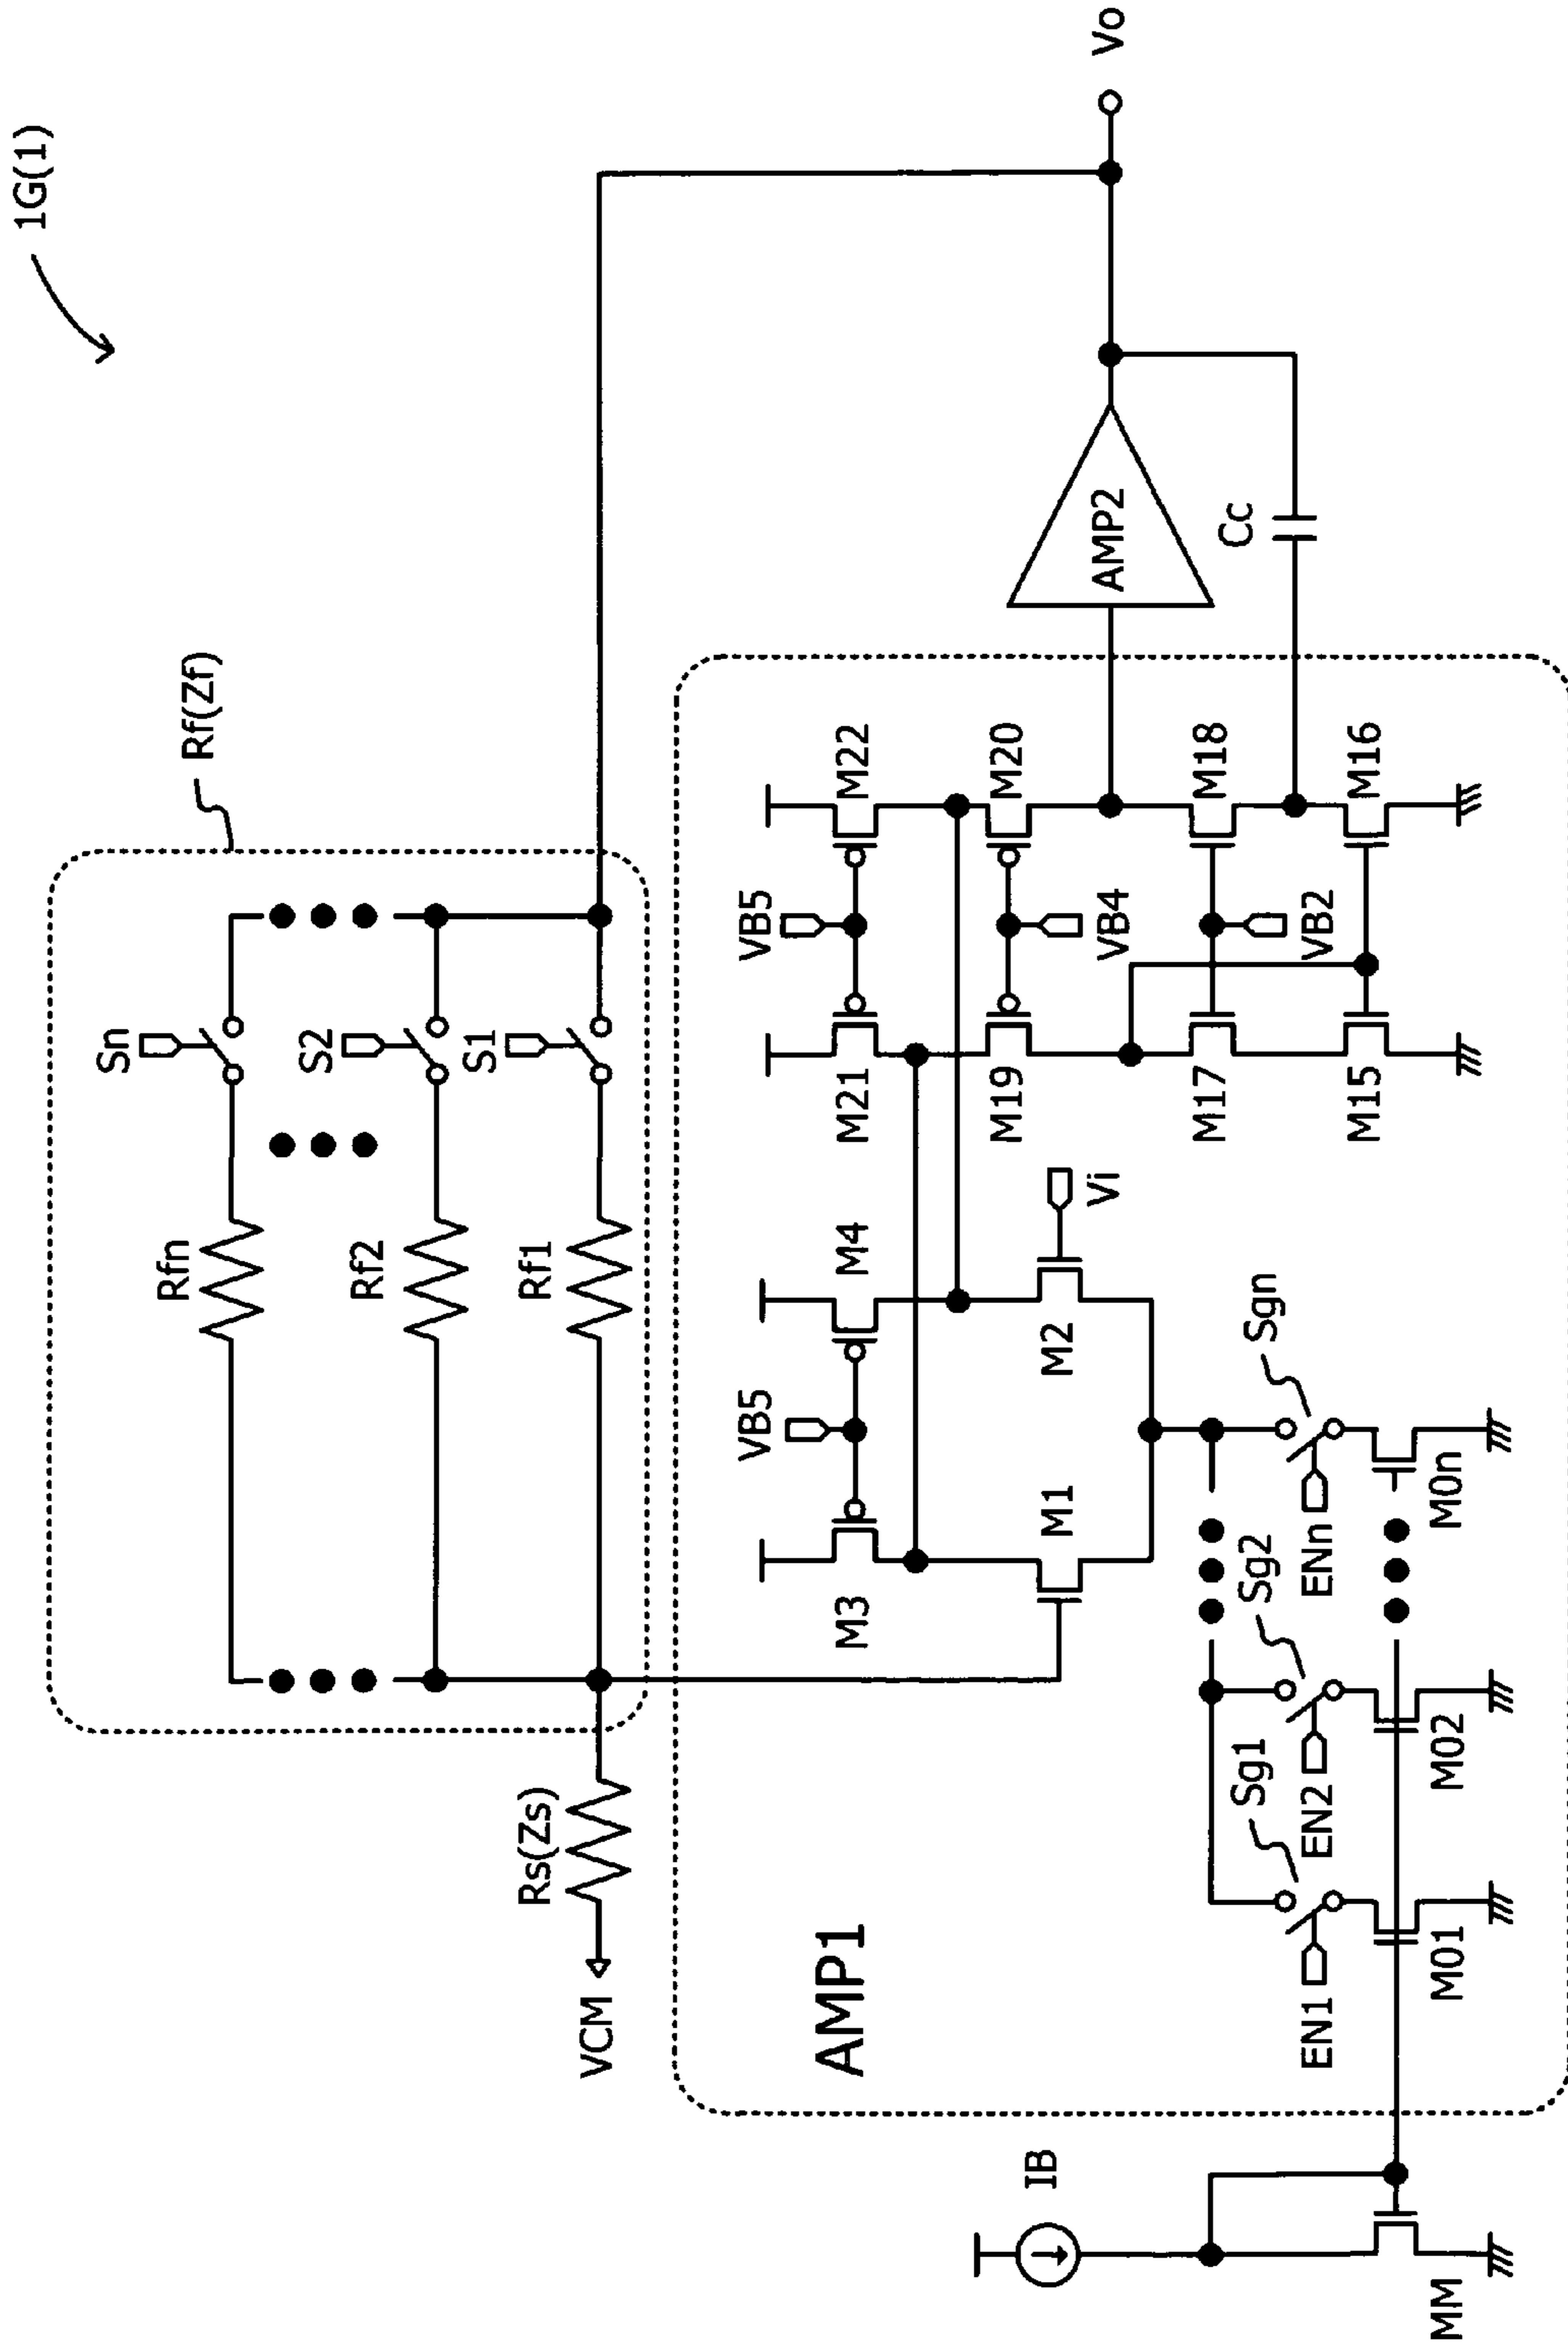 1G(1)
Rf(Zf)
Rfn
Sn
Rf2
S2
Rf1
S1
Rs(Zs)
VCM
Vo
AMP1
VB5
VB5
M3
M4
M21
M22
VB4
M19
M20
M1
M2
Vi
M17
M18
VB2
M15
M16
AMP2
Cc
Sg1
Sg2
Sgn
EN1
EN2
ENn
M01
M02
M0n
IB
MM